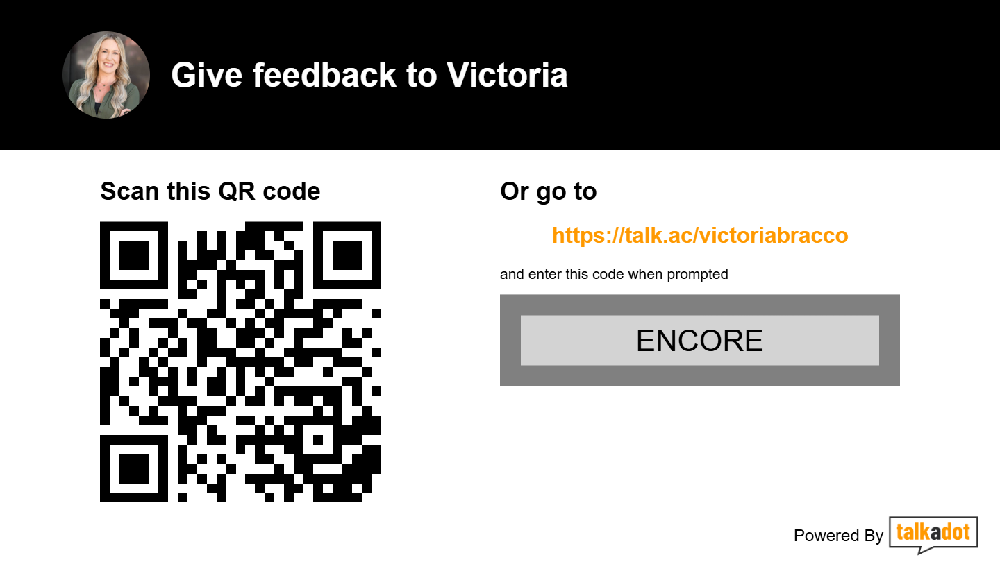 Give feedback to Victoria
Scan this QR code
Or go to
https://talk.ac/victoriabracco
and enter this code when prompted
ENCORE
Powered By talkadot